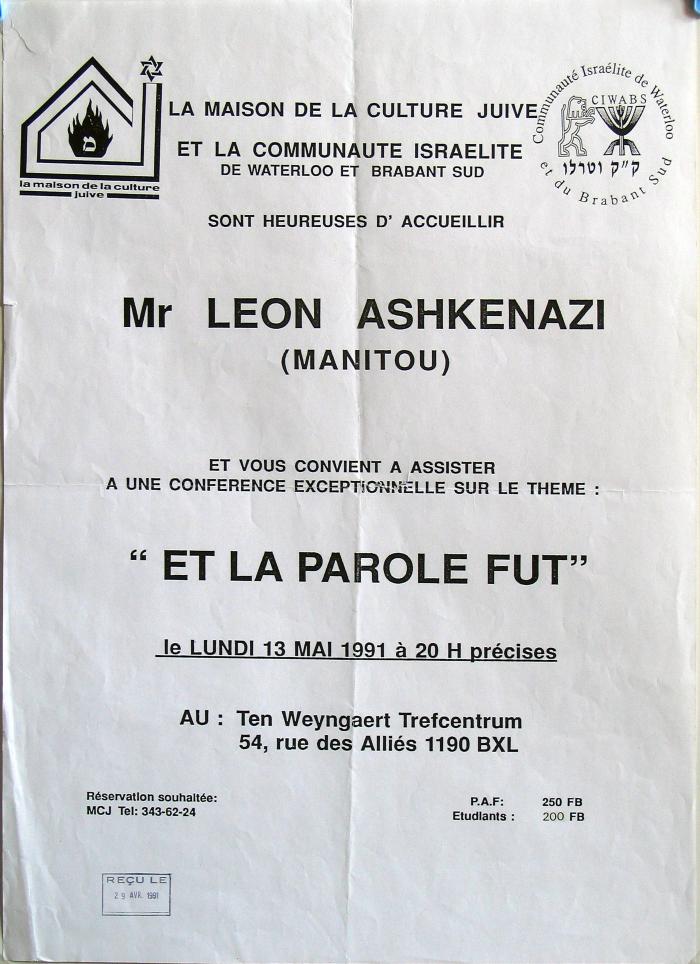 la maison de la culture
juive
מ
LA MAISON DE LA CULTURE JUIVE
ET LA COMMUNAUTE ISRAELITE
DE WATERLOO ET BRABANT SUD
Communauté Israélite de Waterloo
et du Brabant Sud
CIWABS
ק״ק וטרלו
SONT HEUREUSES D' ACCUEILLIR
Mr LEON ASHKENAZI
(MANITOU)
ET VOUS CONVIENT A ASSISTER
A UNE CONFERENCE EXCEPTIONNELLE SUR LE THEME :
“ ET LA PAROLE FUT”
le LUNDI 13 MAI 1991 à 20 H précises
AU : Ten Weyngaert Trefcentrum
54, rue des Alliés 1190 BXL
Réservation souhaitée:
MCJ Tel: 343-62-24
P.A.F: 250 FB
Etudiants : 200 FB
REÇU LE
29 AVR. 1991